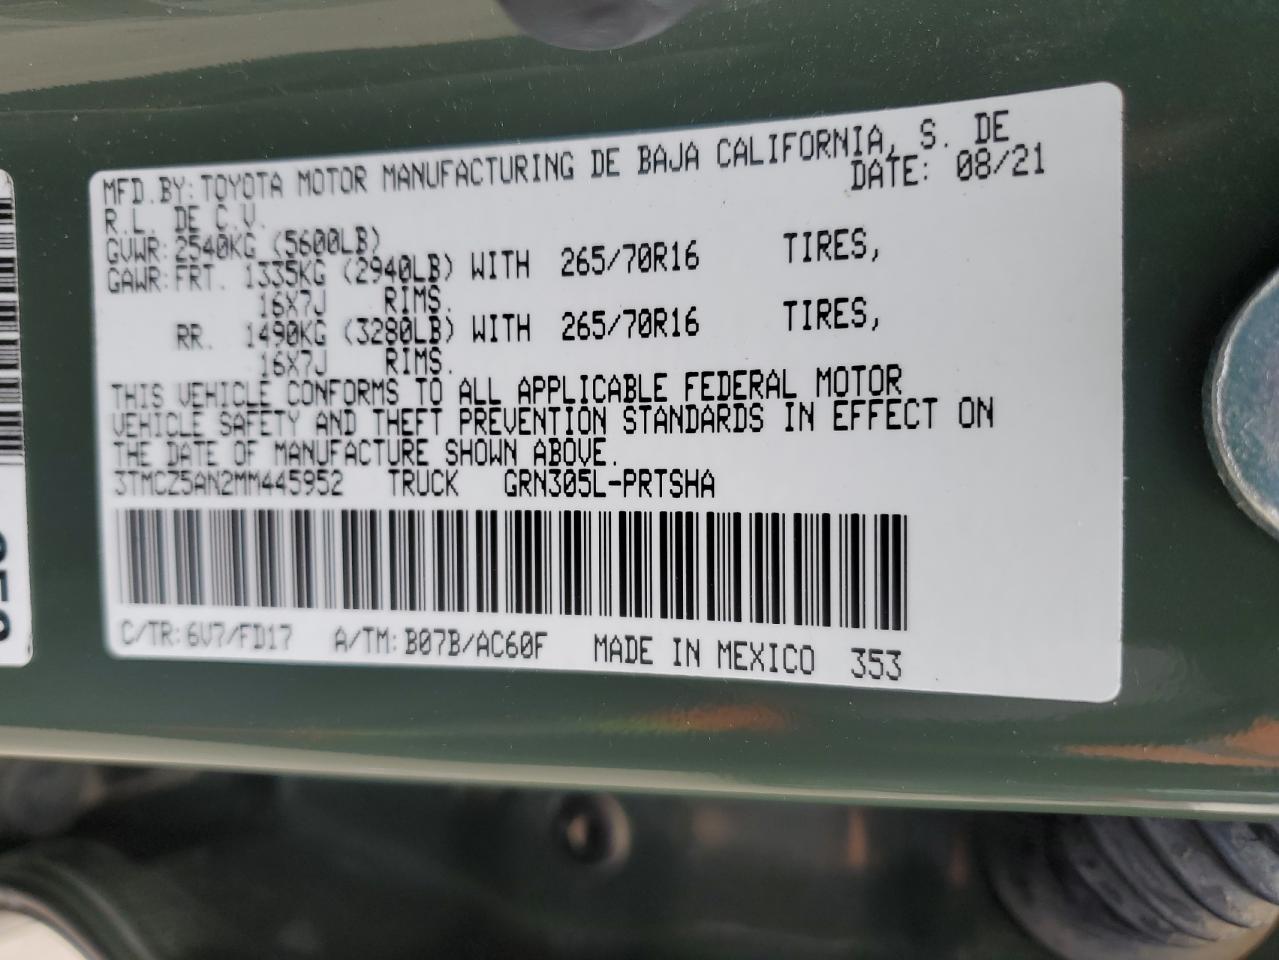 MFD.BY:TOYOTA MOTOR MANUFACTURING DE BAJA CALIFORNIA, S. DE
R.L. DE C.V. DATE: 08/21
GVWR:2540KG (5600LB)
GAWR:FRT. 1335KG (2940LB) WITH 265/70R16 TIRES,
16X7J RIMS.
RR. 1490KG (3280LB) WITH 265/70R16 TIRES,
16X7J RIMS.
THIS VEHICLE CONFORMS TO ALL APPLICABLE FEDERAL MOTOR
VEHICLE SAFETY AND THEFT PREVENTION STANDARDS IN EFFECT ON
THE DATE OF MANUFACTURE SHOWN ABOVE.
3TMCZ5AN2MM445952 TRUCK GRN305L-PRTSHA
C/TR:6V7/FD17 A/TM:B07B/AC60F MADE IN MEXICO 353